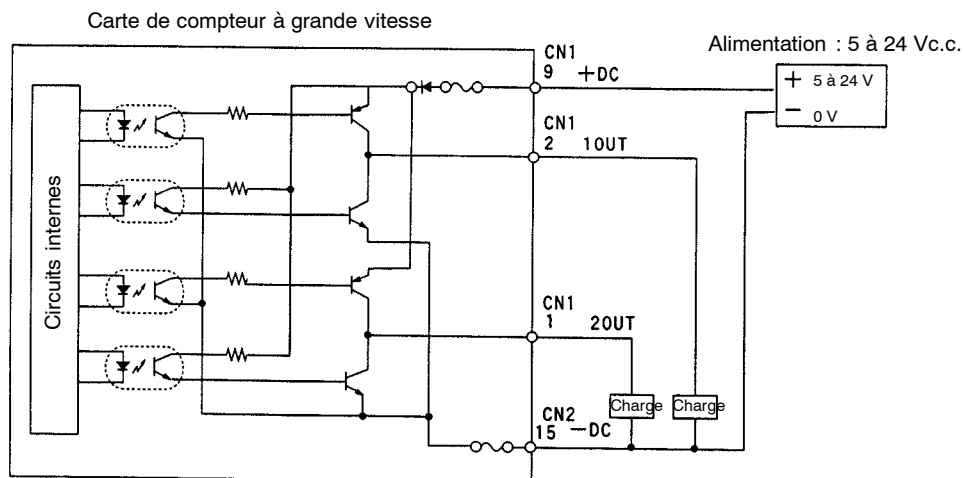 Carte de compteur à grande vitesse
Alimentation : 5 à 24 Vc.c.
CN1
9 +DC
+ 5 à 24 V
− 0 V
CN1
2 1OUT
Circuits internes
CN1
1 2OUT
Charge Charge
CN2
15 −DC